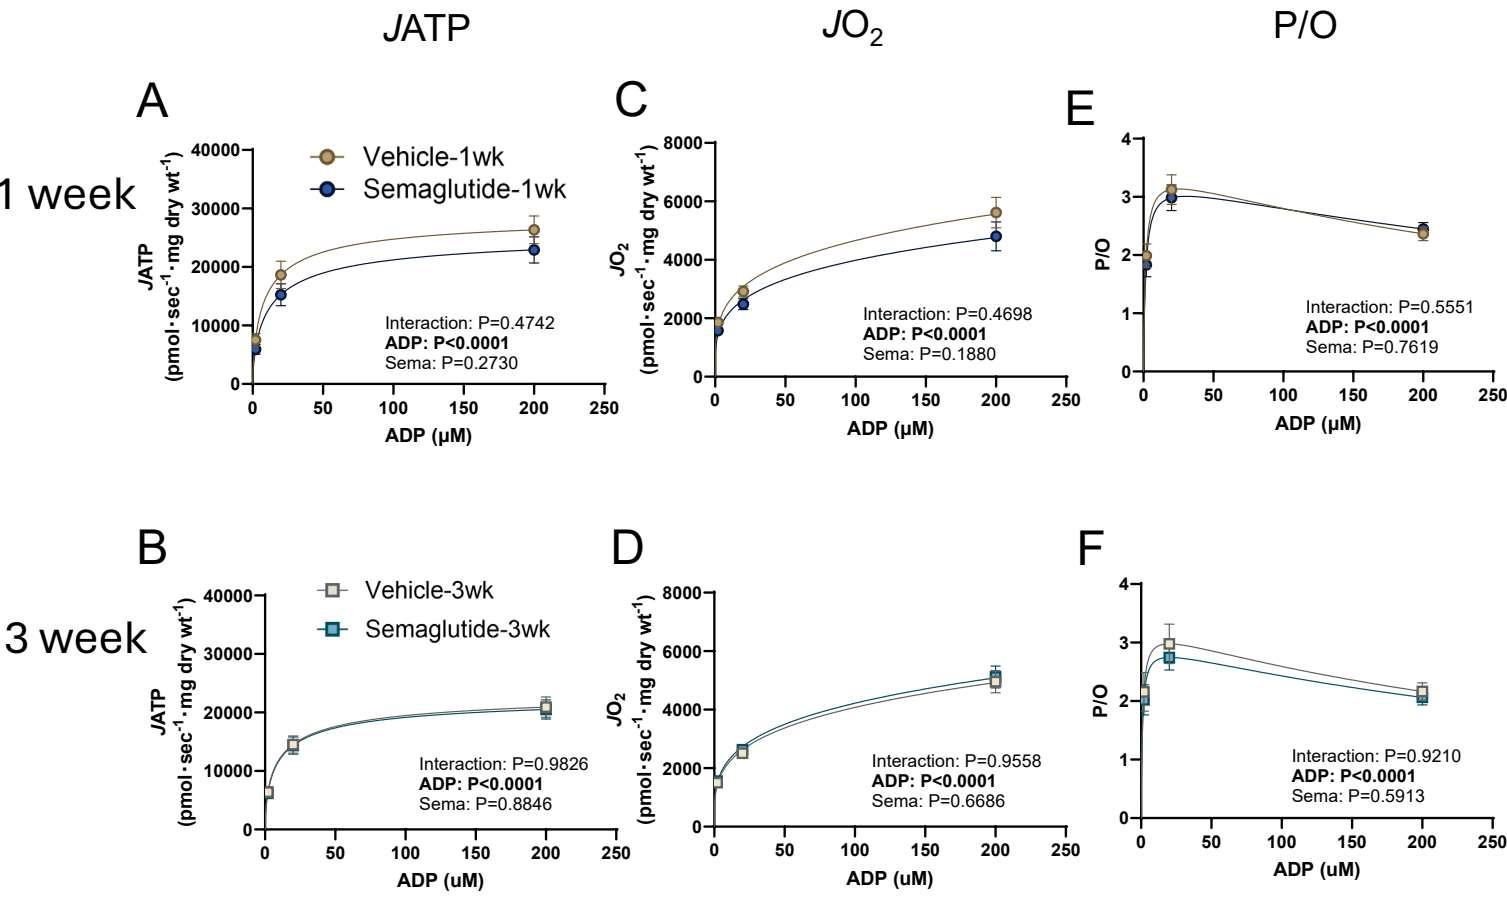 JATP
JO₂
P/O
1 week
A
JATP
(pmol·sec⁻¹·mg dry wt⁻¹)
40000
30000
20000
10000
0
0 50 100 150 200 250
ADP (µM)
Vehicle-1wk
Semaglutide-1wk
Interaction: P=0.4742
ADP: P<0.0001
Sema: P=0.2730
C
JO₂
(pmol·sec⁻¹·mg dry wt⁻¹)
8000
6000
4000
2000
0
0 50 100 150 200 250
ADP (µM)
Interaction: P=0.4698
ADP: P<0.0001
Sema: P=0.1880
E
P/O
4
3
2
1
0
0 50 100 150 200 250
ADP (µM)
Interaction: P=0.5551
ADP: P<0.0001
Sema: P=0.7619
3 week
B
JATP
(pmol·sec⁻¹·mg dry wt⁻¹)
40000
30000
20000
10000
0
0 50 100 150 200 250
ADP (uM)
Vehicle-3wk
Semaglutide-3wk
Interaction: P=0.9826
ADP: P<0.0001
Sema: P=0.8846
D
JO₂
(pmol·sec⁻¹·mg dry wt⁻¹)
8000
6000
4000
2000
0
0 50 100 150 200 250
ADP (uM)
Interaction: P=0.9558
ADP: P<0.0001
Sema: P=0.6686
F
P/O
4
3
2
1
0
0 50 100 150 200 250
ADP (uM)
Interaction: P=0.9210
ADP: P<0.0001
Sema: P=0.5913